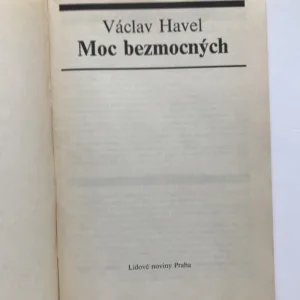 Václav Havel
Moc bezmocných
Lidové noviny Praha